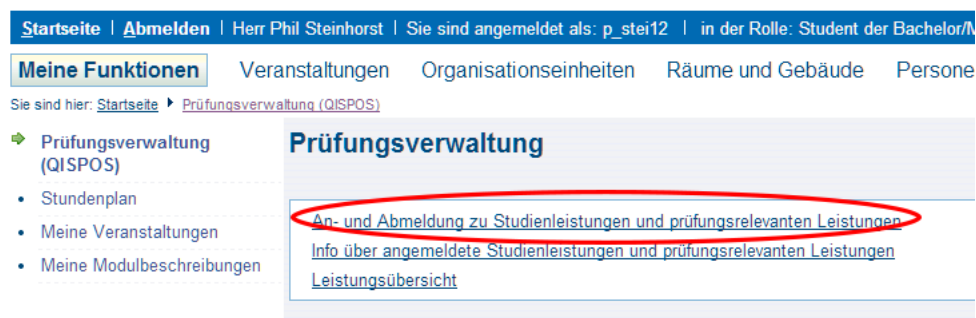 Startseite | Abmelden | Herr Phil Steinhorst | Sie sind angemeldet als: p_stei12 | in der Rolle: Student der Bachelor/M
Meine Funktionen Veranstaltungen Organisationseinheiten Räume und Gebäude Persone
Sie sind hier: Startseite Prüfungsverwaltung (QISPOS)
Prüfungsverwaltung
(QISPOS)
Stundenplan
Meine Veranstaltungen
Meine Modulbeschreibungen
Prüfungsverwaltung
An- und Abmeldung zu Studienleistungen und prüfungsrelevanten Leistungen
Info über angemeldete Studienleistungen und prüfungsrelevanten Leistungen
Leistungsübersicht